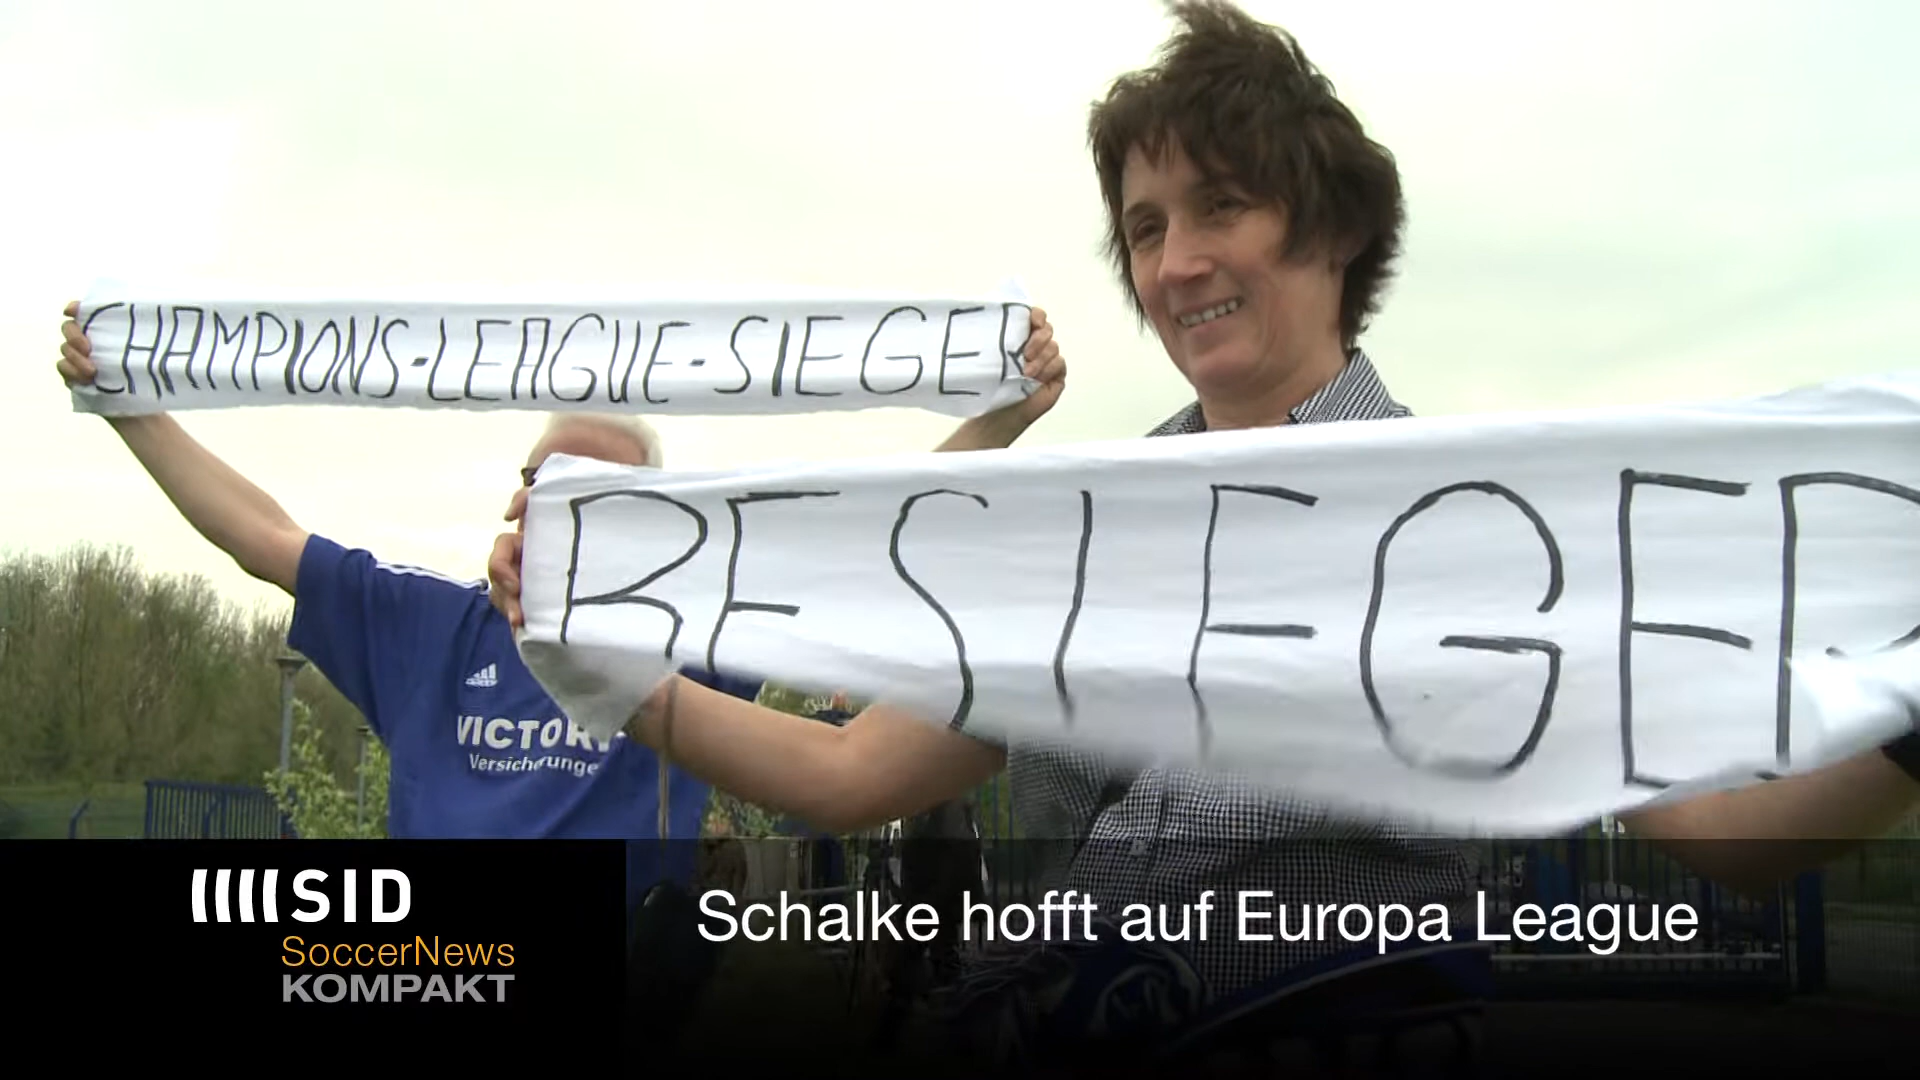 CHAMPIONS-LEAGUE-SIEGER
BESIEGER
VICTORI
Versicherunge
SID
SoccerNews
KOMPAKT
Schalke hofft auf Europa League